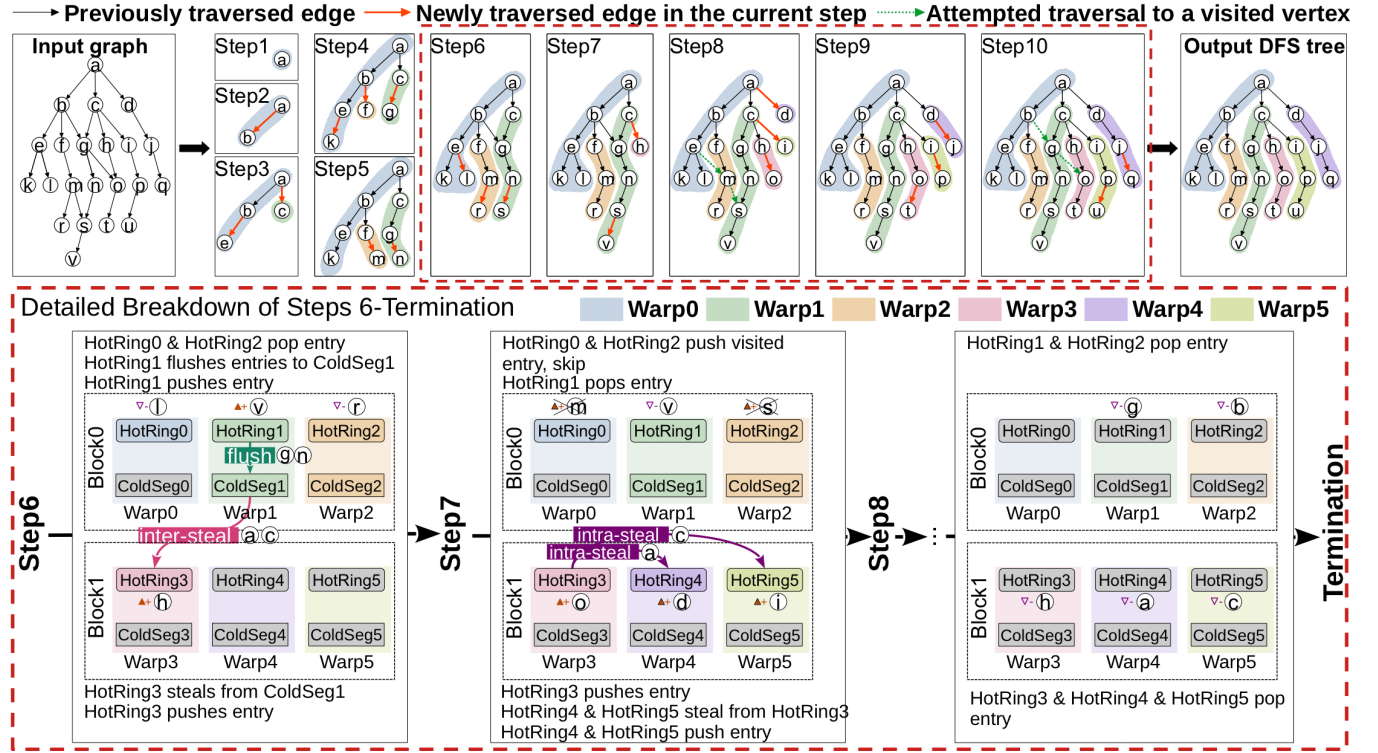 Previously traversed edge Newly traversed edge in the current step Attempted traversal to a visited vertex
Input graph
a
b c d
e f g h i j
k l m n o p q
r s t u
v
Step1
a
Step2
a
b
Step3
a
b c
e
Step4
a
b c
e f g
k
Step5
a
b c
e f g
k m n
Step6
a
b c
e f g
k l m n
r s
Step7
a
b c
e f g h
k l m n
r s
v
Step8
a
b c d
e f g h i
k l m n o
r s
v
Step9
a
b c d
e f g h i j
k l m n o p
r s t
v
Step10
a
b c d
e f g h i j
k l m n o p q
r s t u
v
Output DFS tree
a
b c d
e f g h i j
k l m n o p q
r s t u
v
Detailed Breakdown of Steps 6-Termination
Warp0 Warp1 Warp2 Warp3 Warp4 Warp5
Step6
HotRing0 & HotRing2 pop entry
HotRing1 flushes entries to ColdSeg1
HotRing1 pushes entry
Block0
- l + v - r
HotRing0 HotRing1 HotRing2
flush g n
ColdSeg0 ColdSeg1 ColdSeg2
Warp0 Warp1 Warp2
inter-steal a c
Block1
HotRing3 HotRing4 HotRing5
+ h
ColdSeg3 ColdSeg4 ColdSeg5
Warp3 Warp4 Warp5
HotRing3 steals from ColdSeg1
HotRing3 pushes entry
Step7
HotRing0 & HotRing2 push visited
entry, skip
HotRing1 pops entry
Block0
+ m - v + s
HotRing0 HotRing1 HotRing2
ColdSeg0 ColdSeg1 ColdSeg2
Warp0 Warp1 Warp2
intra-steal c
intra-steal a
Block1
HotRing3 HotRing4 HotRing5
+ o + d + i
ColdSeg3 ColdSeg4 ColdSeg5
Warp3 Warp4 Warp5
HotRing3 pushes entry
HotRing4 & HotRing5 steal from HotRing3
HotRing4 & HotRing5 push entry
Step8
...
HotRing1 & HotRing2 pop entry
Block0
- g - b
HotRing0 HotRing1 HotRing2
ColdSeg0 ColdSeg1 ColdSeg2
Warp0 Warp1 Warp2
Block1
HotRing3 HotRing4 HotRing5
- h - a - c
ColdSeg3 ColdSeg4 ColdSeg5
Warp3 Warp4 Warp5
HotRing3 & HotRing4 & HotRing5 pop
entry
Termination